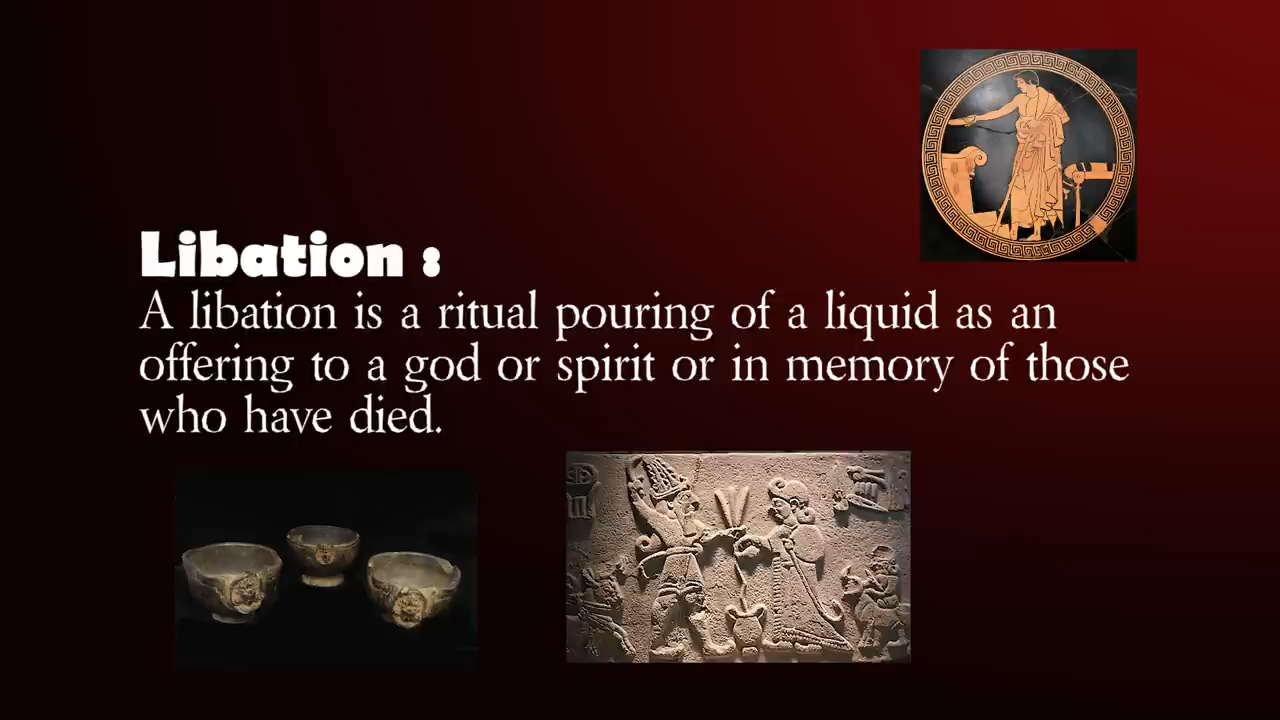 Libation :
A libation is a ritual pouring of a liquid as an
offering to a god or spirit or in memory of those
who have died.